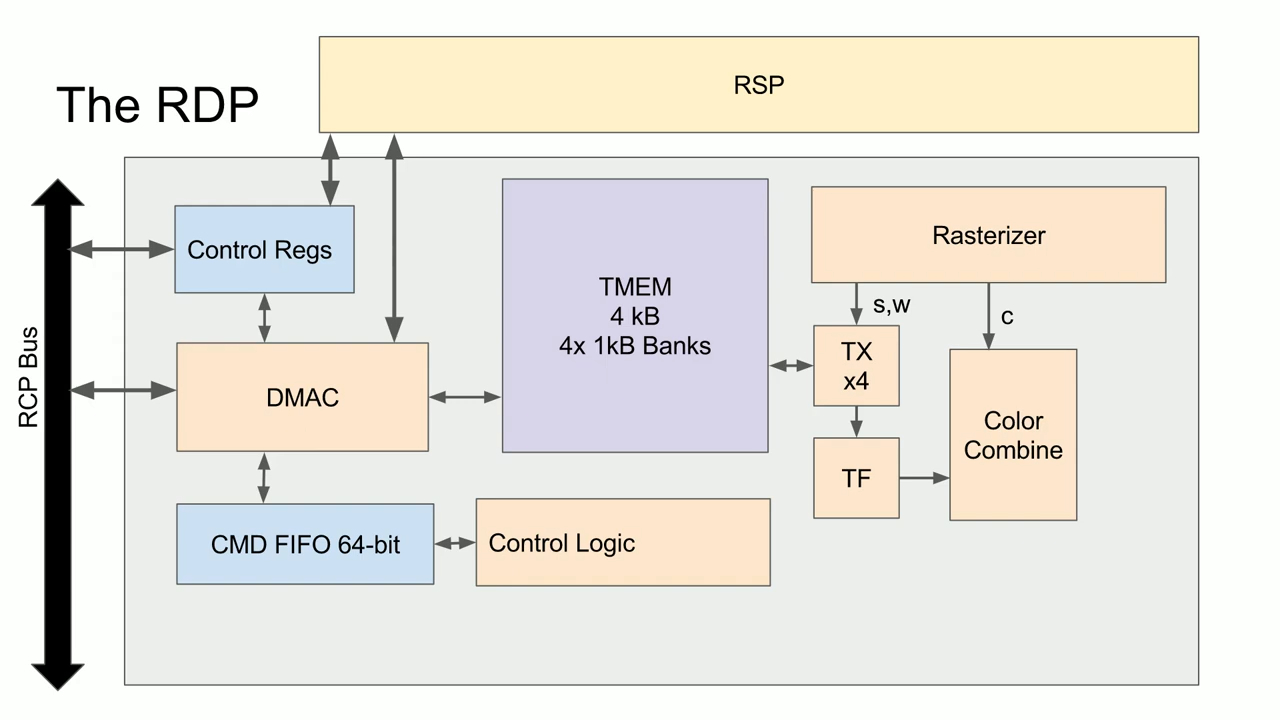 RSP
The RDP
Control Regs
TMEM
4 kB
4x 1kB Banks
Rasterizer
s,w
c
TX
x4
RCP Bus
DMAC
Color
Combine
TF
CMD FIFO 64-bit
Control Logic